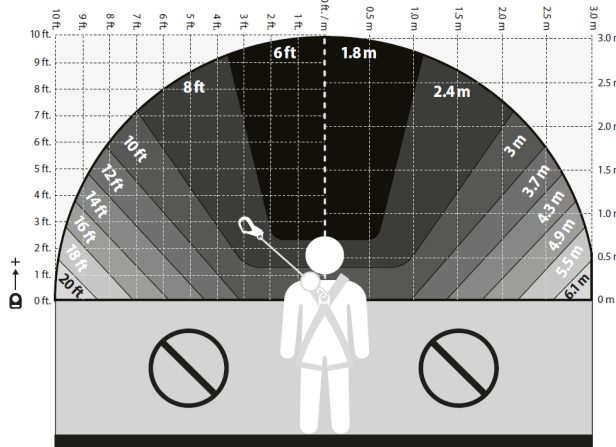 10 ft.
9 ft.
8 ft.
7 ft.
6 ft.
5 ft.
4 ft.
3 ft.
2 ft.
1 ft.
0 ft. / m
0.5 m
1.0 m
1.5 m
2.0 m
2.5 m
3.0 m
10 ft.
9 ft.
8 ft.
7 ft.
6 ft.
5 ft.
4 ft.
3 ft.
2 ft.
1 ft.
0 ft.
6 ft
1.8 m
8 ft
2.4 m
10 ft
3 m
12 ft
3.7 m
14 ft
4.3 m
16 ft
4.9 m
18 ft
5.5 m
20 ft
6.1 m
3.0 m
2.5 m
2.0 m
1.5 m
1.0 m
0.5 m
0 m
+